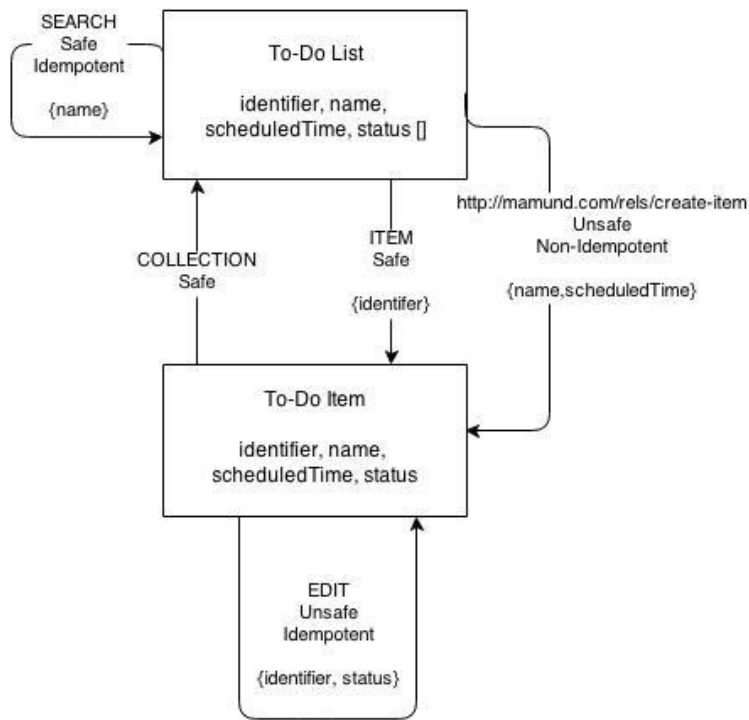 SEARCH
Safe
Idempotent
{name}
To-Do List
identifier, name,
scheduledTime, status []
http://mamund.com/rels/create-item
Unsafe
Non-Idempotent
{name,scheduledTime}
COLLECTION
Safe
ITEM
Safe
{identifer}
To-Do Item
identifier, name,
scheduledTime, status
EDIT
Unsafe
Idempotent
{identifier, status}